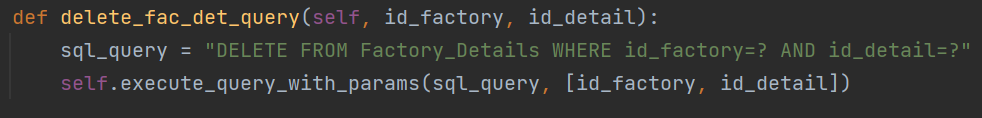 def delete_fac_det_query(self, id_factory, id_detail):
    sql_query = "DELETE FROM Factory_Details WHERE id_factory=? AND id_detail=?"
    self.execute_query_with_params(sql_query, [id_factory, id_detail])